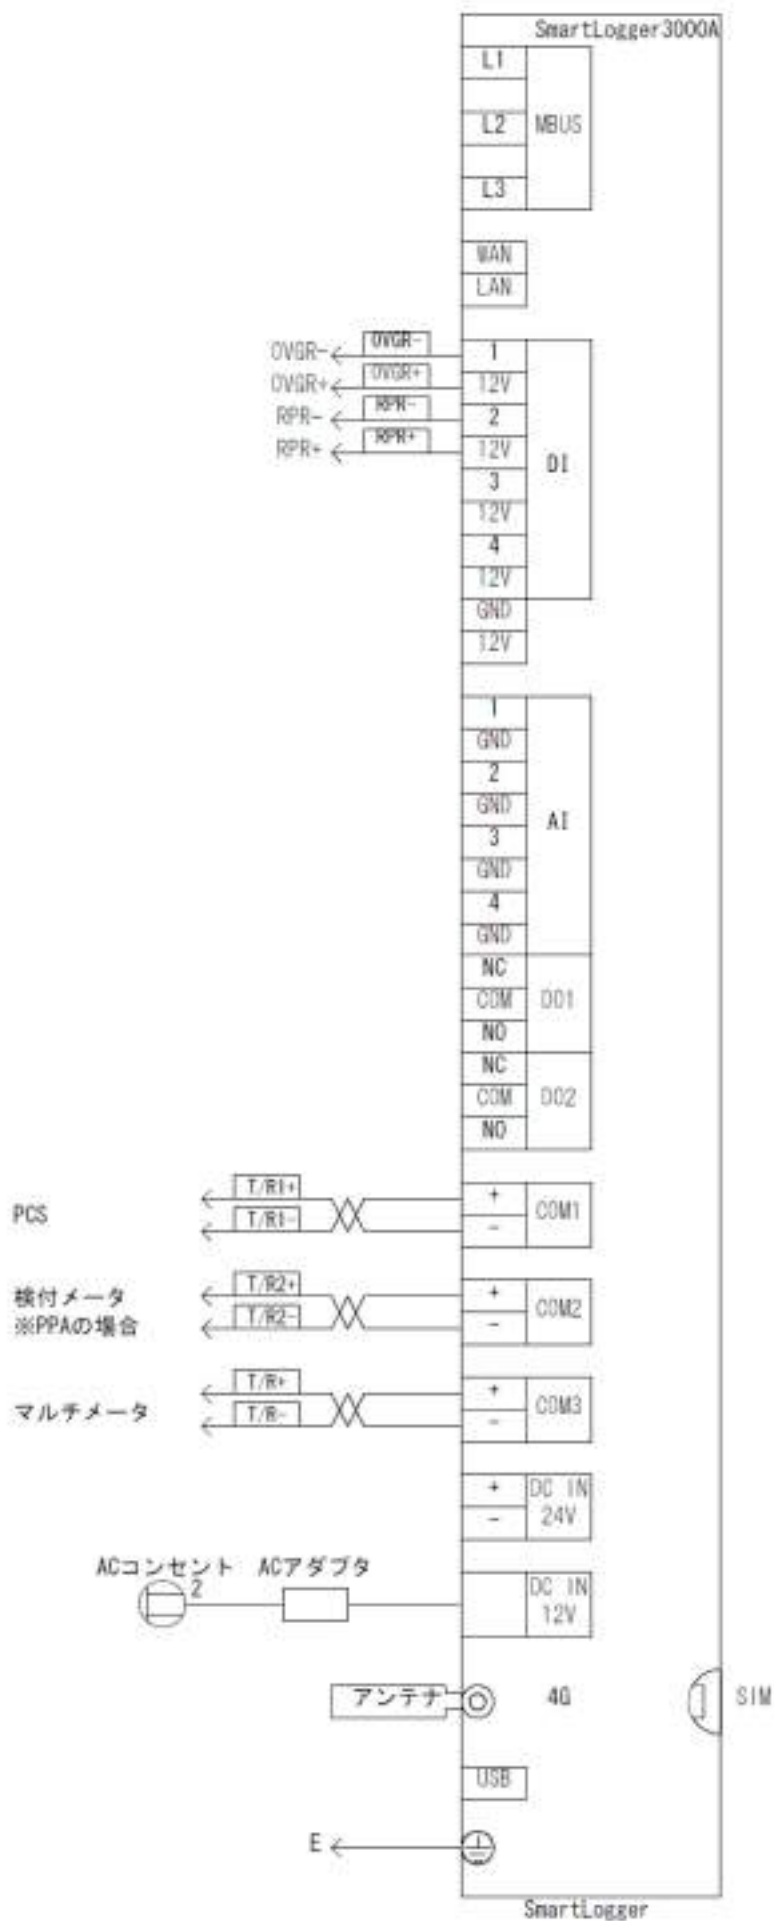 SmartLogger3000A
L1
L2
MBUS
L3
WAN
LAN
OVGR- OVGR- 1
OVGR+ OVGR+ 12V
RPR- RPR- 2
RPR+ RPR+ 12V
DI
3
12V
4
12V
GND
12V
1
GND
2
GND
AI
3
GND
4
GND
NC
COM DO1
NO
NC
COM DO2
NO
PCS
T/R1+ +
T/R1- -
COM1
検付メータ
※PPAの場合
T/R2+ +
T/R2- -
COM2
マルチメータ
T/R+ +
T/R- -
COM3
+ DC IN
- 24V
ACコンセント ACアダプタ
2
DC IN
12V
アンテナ 4G SIM
USB
E
SmartLogger